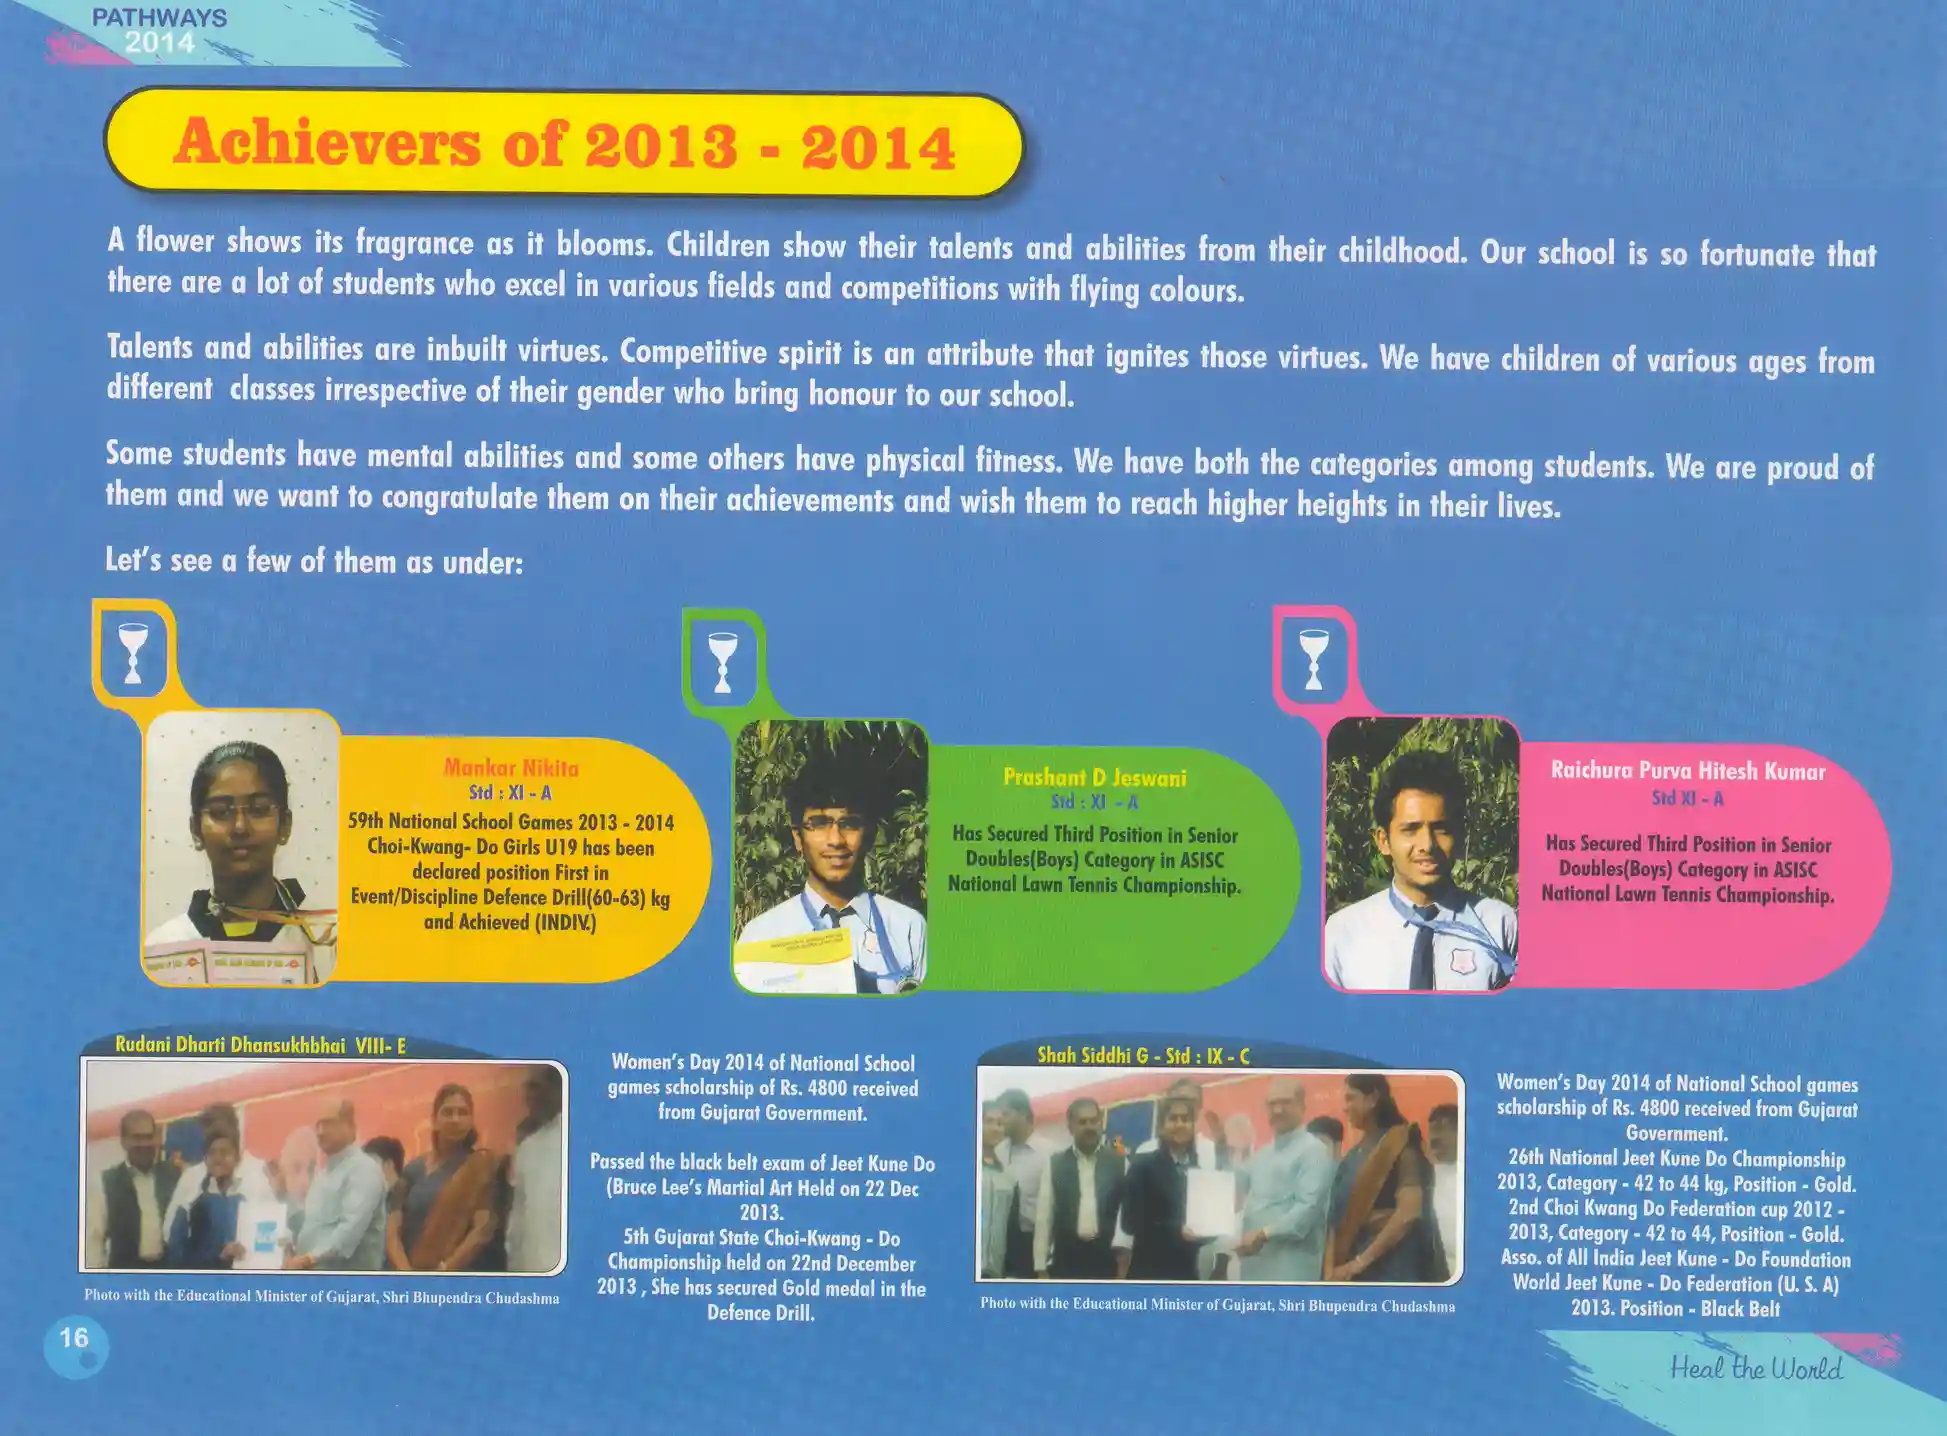 PATHWAYS
2014
Achievers of 2013 - 2014
A flower shows its fragrance as it blooms. Children show their talents and abilities from their childhood. Our school is so fortunate that
there are a lot of students who excel in various fields and competitions with flying colours.
Talents and abilities are inbuilt virtues. Competitive spirit is an attribute that ignites those virtues. We have children of various ages from
different classes irrespective of their gender who bring honour to our school.
Some students have mental abilities and some others have physical fitness. We have both the categories among students. We are proud of
them and we want to congratulate them on their achievements and wish them to reach higher heights in their lives.
Let's see a few of them as under:
Mankar Nikita
Std : XI - A
59th National School Games 2013 - 2014
Choi-Kwang- Do Girls U19 has been
declared position First in
Event/Discipline Defence Drill(60-63) kg
and Achieved (INDIV.)
Prashant D Jeswani
Std : XI - A
Has Secured Third Position in Senior
Doubles(Boys) Category in ASISC
National Lawn Tennis Championship.
Raichura Purva Hitesh Kumar
Std XI - A
Has Secured Third Position in Senior
Doubles(Boys) Category in ASISC
National Lawn Tennis Championship.
Rudani Dharti Dhansukhbhai VIII- E
Photo with the Educational Minister of Gujarat, Shri Bhupendra Chudashma
Women's Day 2014 of National School
games scholarship of Rs. 4800 received
from Gujarat Government.
Passed the black belt exam of Jeet Kune Do
(Bruce Lee's Martial Art Held on 22 Dec
2013.
5th Gujarat State Choi-Kwang - Do
Championship held on 22nd December
2013 , She has secured Gold medal in the
Defence Drill.
Shah Siddhi G - Std : IX - C
Photo with the Educational Minister of Gujarat, Shri Bhupendra Chudashma
Women's Day 2014 of National School games
scholarship of Rs. 4800 received from Gujarat
Government.
26th National Jeet Kune Do Championship
2013, Category - 42 to 44 kg, Position - Gold.
2nd Choi Kwang Do Federation cup 2012 -
2013, Category - 42 to 44, Position - Gold.
Asso. of All India Jeet Kune - Do Foundation
World Jeet Kune - Do Federation (U. S. A)
2013. Position - Black Belt
16
Heal the World